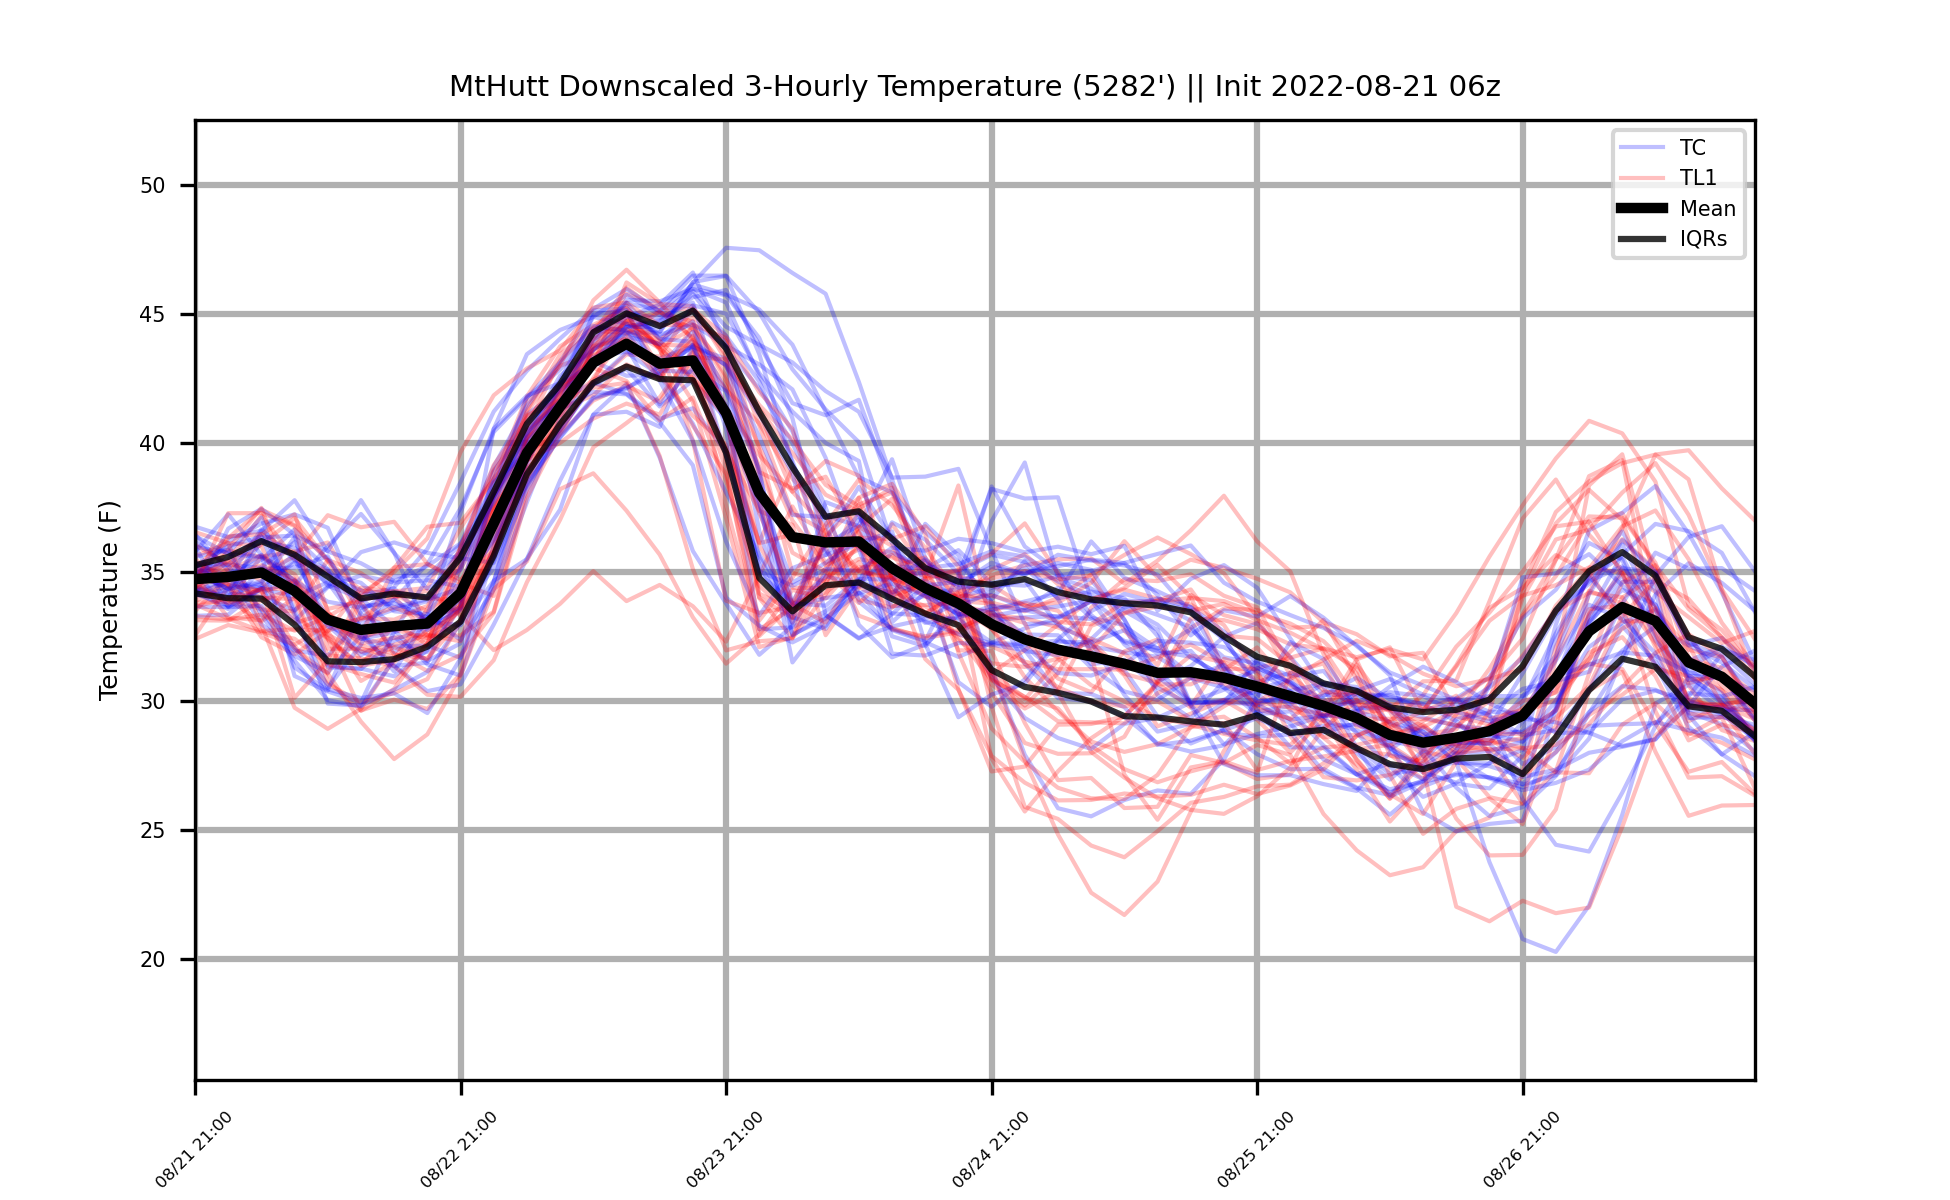 MtHutt Downscaled 3-Hourly Temperature (5282') || Init 2022-08-21 06z
TC
TL1
Mean
IQRs
Temperature (F)
50
45
40
35
30
25
20
08/21 21:00
08/22 21:00
08/23 21:00
08/24 21:00
08/25 21:00
08/26 21:00